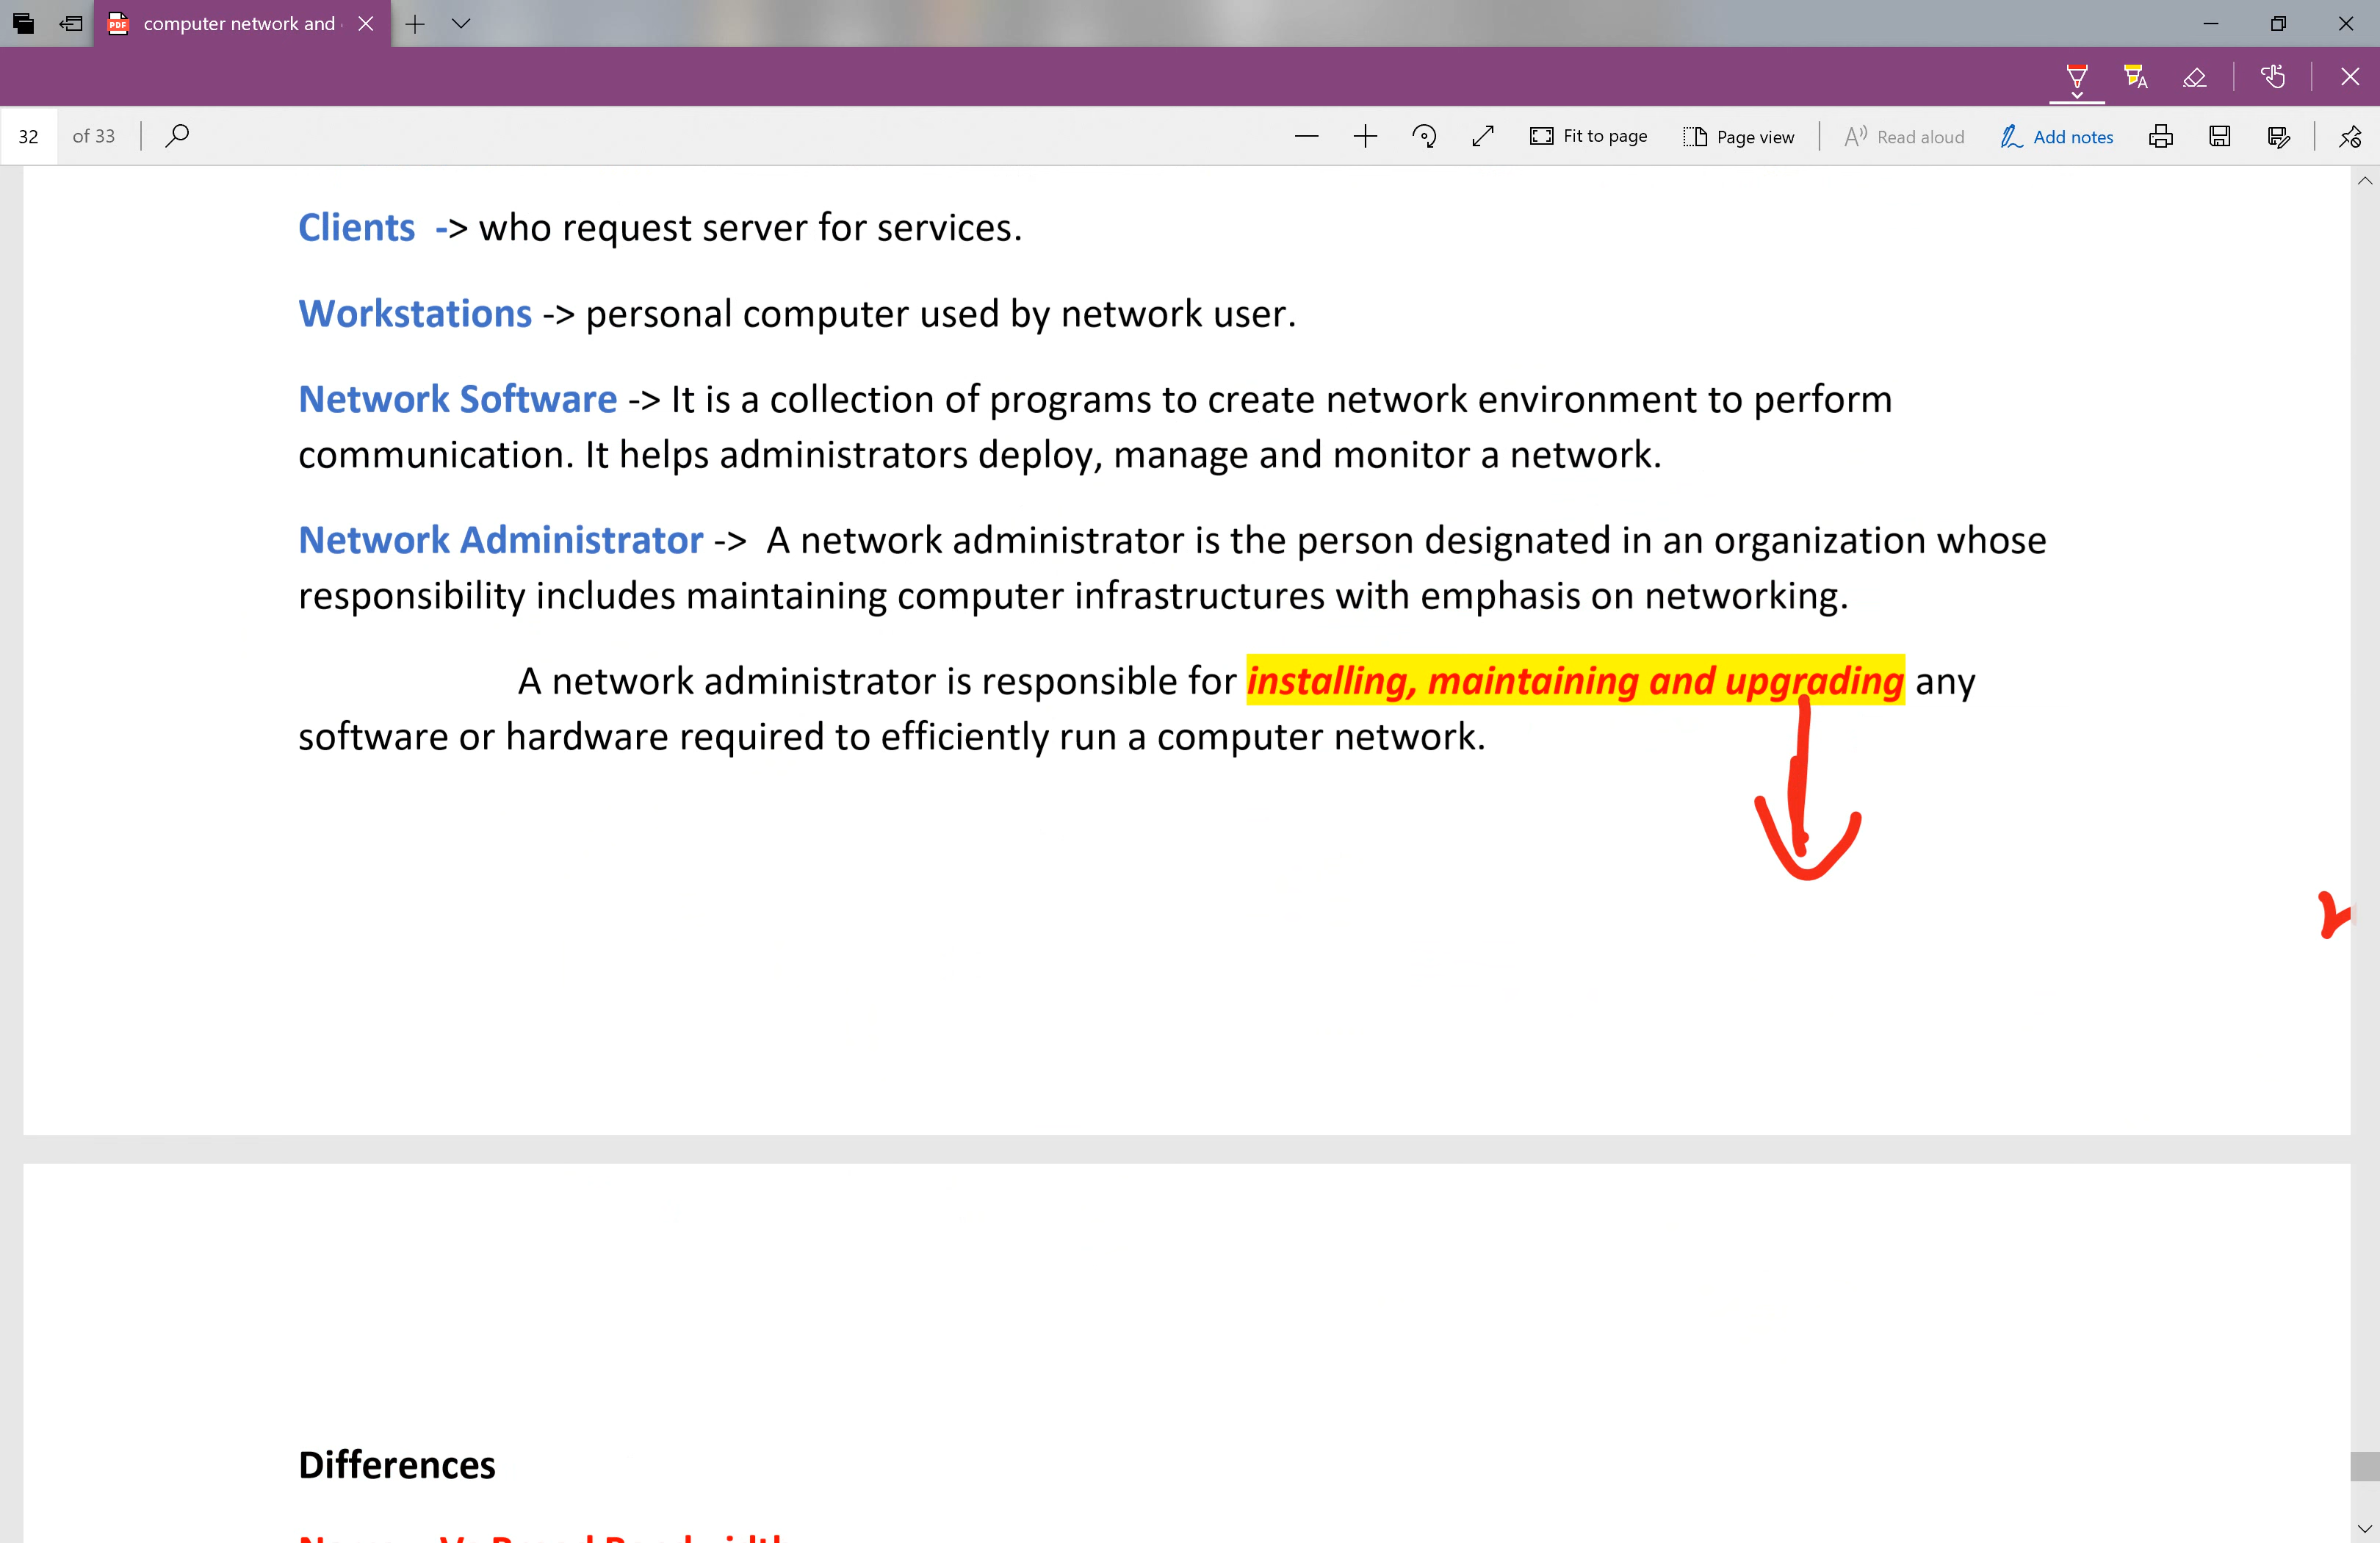 computer network and
32 of 33 Fit to page Page view Read aloud Add notes
Clients -> who request server for services.
Workstations -> personal computer used by network user.
Network Software -> It is a collection of programs to create network environment to perform
communication. It helps administrators deploy, manage and monitor a network.
Network Administrator -> A network administrator is the person designated in an organization whose
responsibility includes maintaining computer infrastructures with emphasis on networking.
A network administrator is responsible for installing, maintaining and upgrading any
software or hardware required to efficiently run a computer network.
Differences